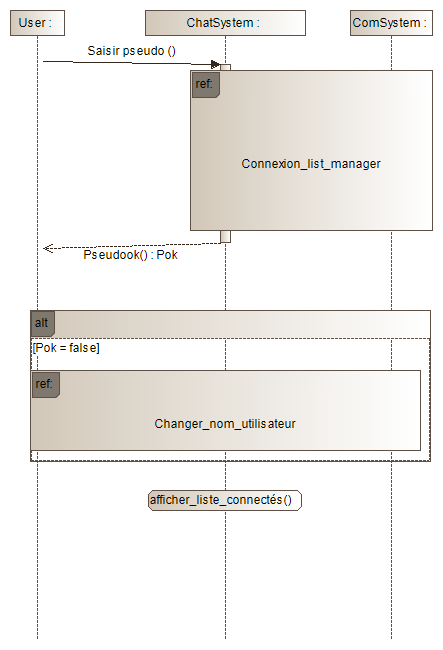 User :
ChatSystem :
ComSystem :
Saisir pseudo ()
ref:
Connexion_list_manager
Pseudook() : Pok
alt
[Pok = false]
ref:
Changer_nom_utilisateur
afficher_liste_connectés()